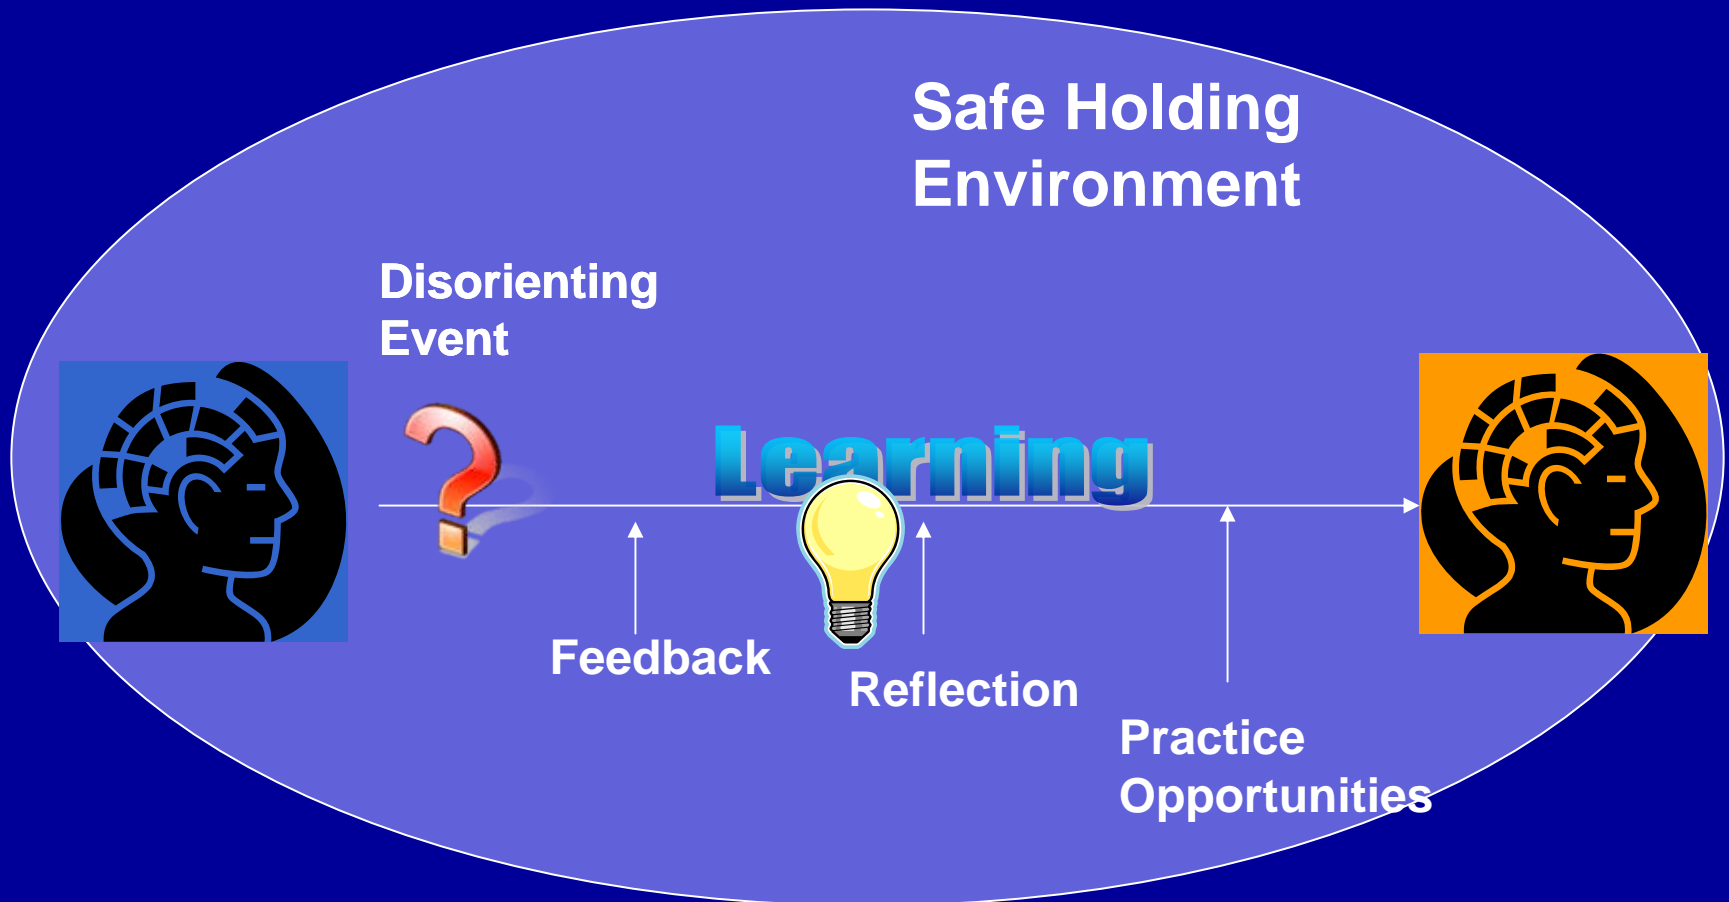 Safe Holding
Environment
Disorienting
Event
Learning
Feedback
Reflection
Practice
Opportunities